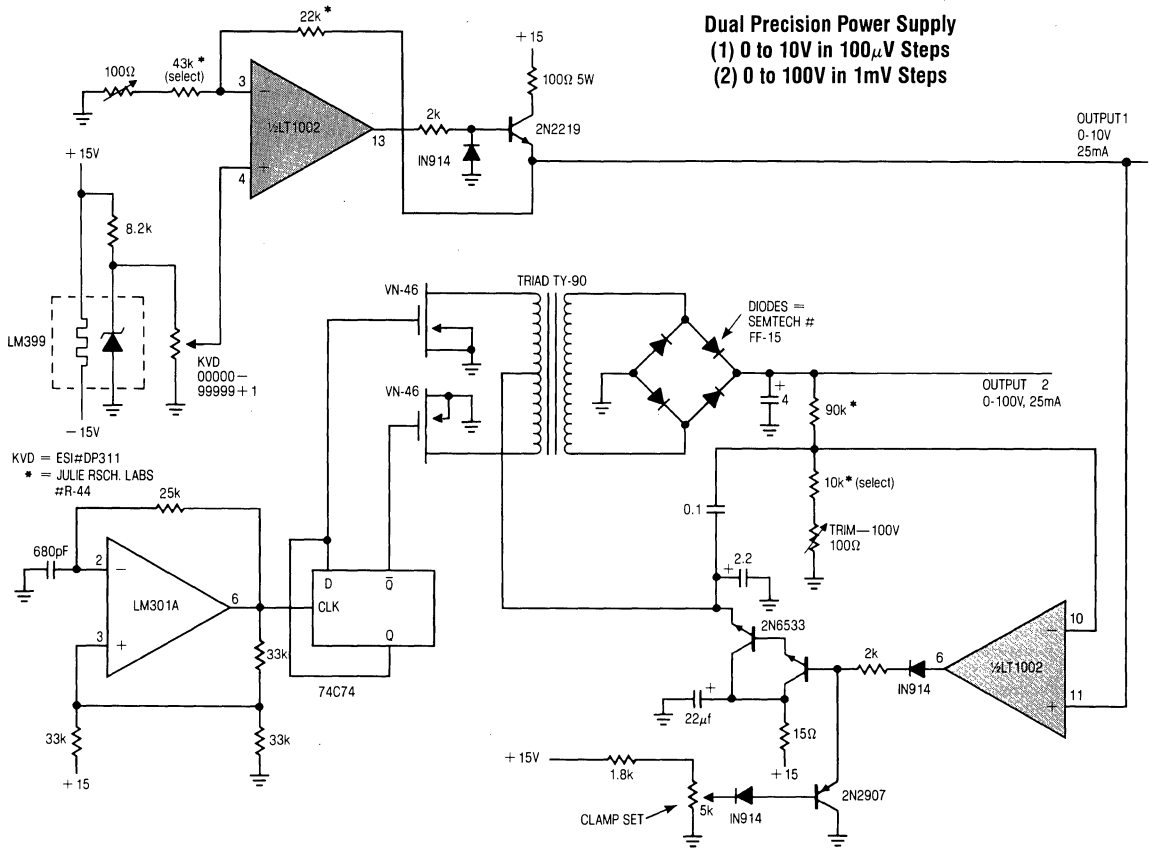 Dual Precision Power Supply
(1) 0 to 10V in 100μV Steps
(2) 0 to 100V in 1mV Steps
22k*
+15
100Ω
43k*
(select)
3
−
½LT1002
+
4
13
2k
IN914
100Ω 5W
2N2219
OUTPUT1
0-10V
25mA
+15V
8.2k
LM399
−15V
KVD
00000−
99999+1
KVD = ESI#DP311
* = JULIE RSCH. LABS
#R-44
VN-46
TRIAD TY-90
VN-46
DIODES =
SEMTECH #
FF-15
+
4
OUTPUT 2
0-100V, 25mA
90k*
10k*(select)
TRIM—100V
100Ω
0.1
+
2.2
25k
680pF
2
−
LM301A
3
+
6
33k
33k
33k
+15
D
Q̅
CLK
Q
74C74
2N6533
+
22μf
15Ω
+15
2k
IN914
6
½LT1002
−
10
+
11
+15V
1.8k
5k
CLAMP SET
IN914
2N2907